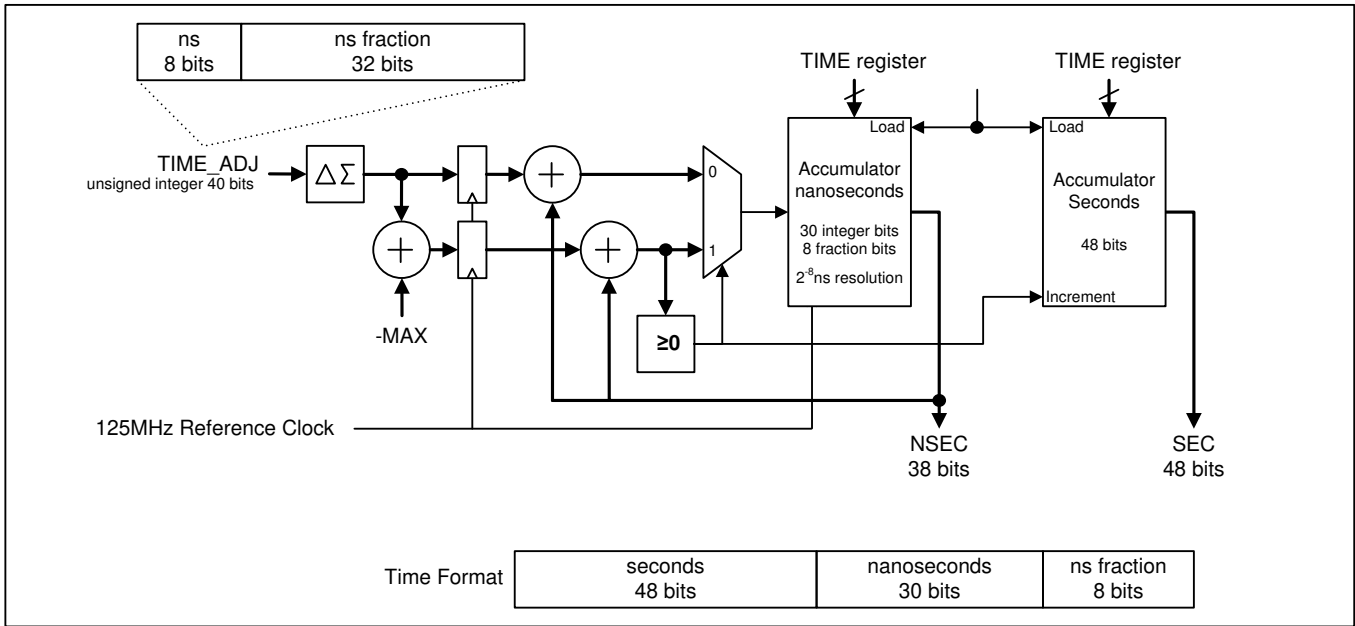 ns
8 bits
ns fraction
32 bits
TIME register
TIME register
Load
Load
TIME_ADJ
unsigned integer 40 bits
ΔΣ
+
0
Accumulator
nanoseconds
30 integer bits
8 fraction bits
2⁻⁸ns resolution
Accumulator
Seconds
48 bits
+
+
1
Increment
-MAX
≥0
125MHz Reference Clock
NSEC
38 bits
SEC
48 bits
Time Format
seconds
48 bits
nanoseconds
30 bits
ns fraction
8 bits